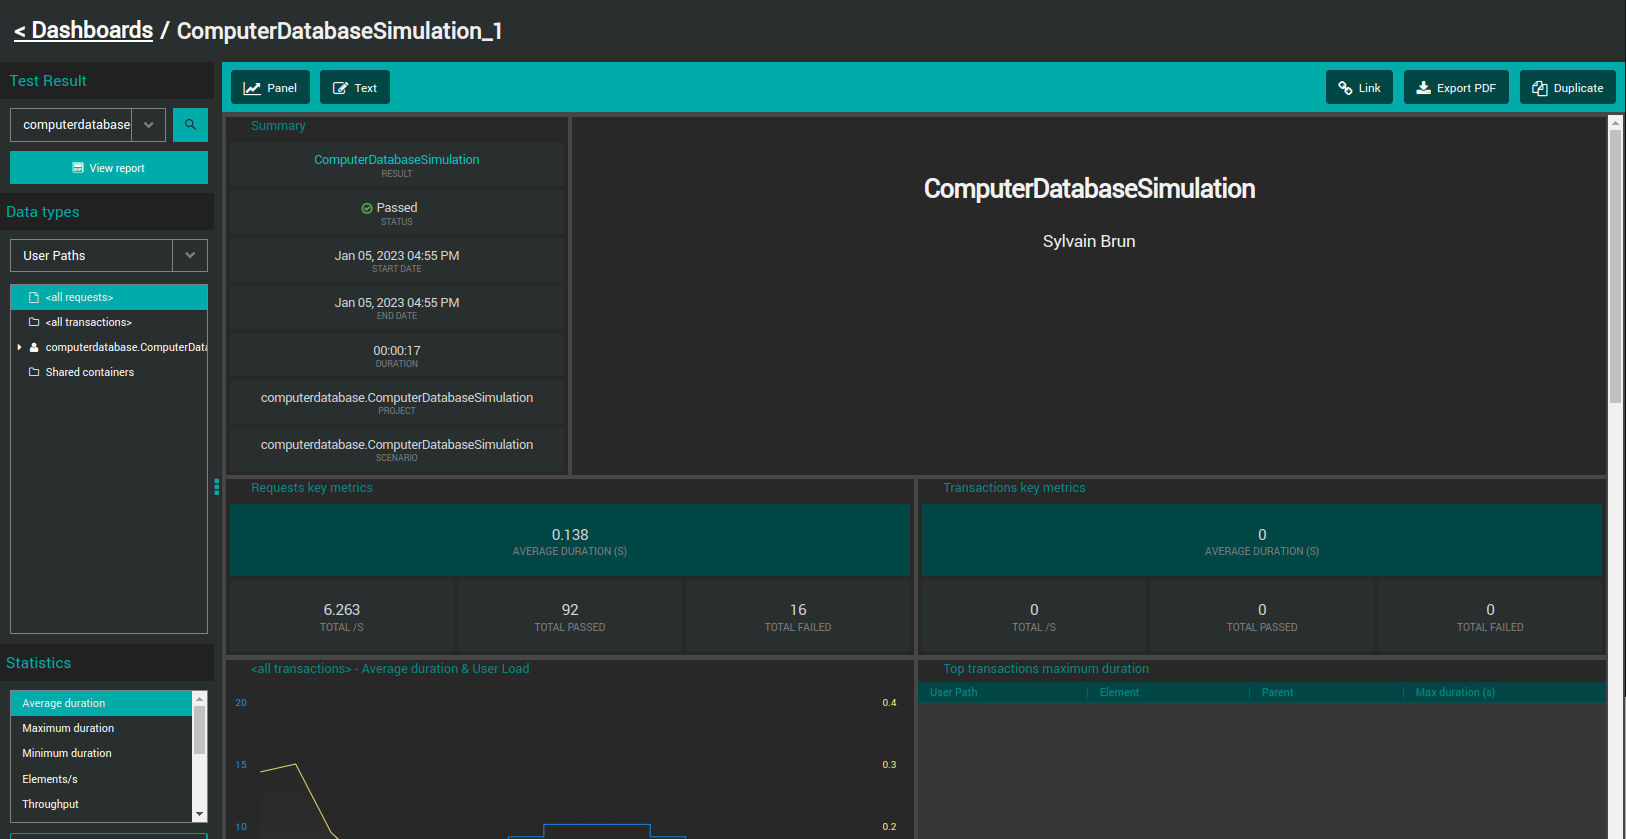 < Dashboards / ComputerDatabaseSimulation_1
Test Result
computerdatabase
View report
Data types
User Paths
<all requests>
<all transactions>
computerdatabase.ComputerData
Shared containers
Statistics
Average duration
Maximum duration
Minimum duration
Elements/s
Throughput
Panel
Text
Link
Export PDF
Duplicate
Summary
ComputerDatabaseSimulation
RESULT
Passed
STATUS
Jan 05, 2023 04:55 PM
START DATE
Jan 05, 2023 04:55 PM
END DATE
00:00:17
DURATION
computerdatabase.ComputerDatabaseSimulation
PROJECT
computerdatabase.ComputerDatabaseSimulation
SCENARIO
ComputerDatabaseSimulation
Sylvain Brun
Requests key metrics
0.138
AVERAGE DURATION (S)
6.263
TOTAL /S
92
TOTAL PASSED
16
TOTAL FAILED
Transactions key metrics
0
AVERAGE DURATION (S)
0
TOTAL /S
0
TOTAL PASSED
0
TOTAL FAILED
<all transactions> - Average duration & User Load
20
15
10
0.4
0.3
0.2
Top transactions maximum duration
User Path
Element
Parent
Max duration (s)